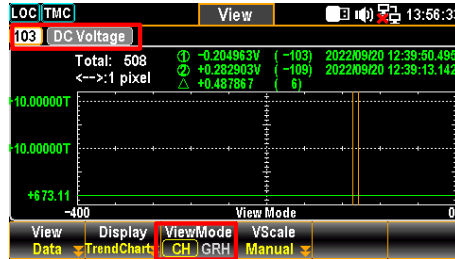 LOC TMC View 13:56:33
103 DC Voltage
Total: 508 ① -0.204963V ( -103) 2022/09/20 12:39:50.495
<-->:1 pixel ② +0.282903V ( -109) 2022/09/20 12:39:13.142
△ +0.487867 ( 6)
+10.00000T
+10.00000T
+673.11
-400 View Mode 0
View Display ViewMode VScale
Data TrendChart CH GRH Manual